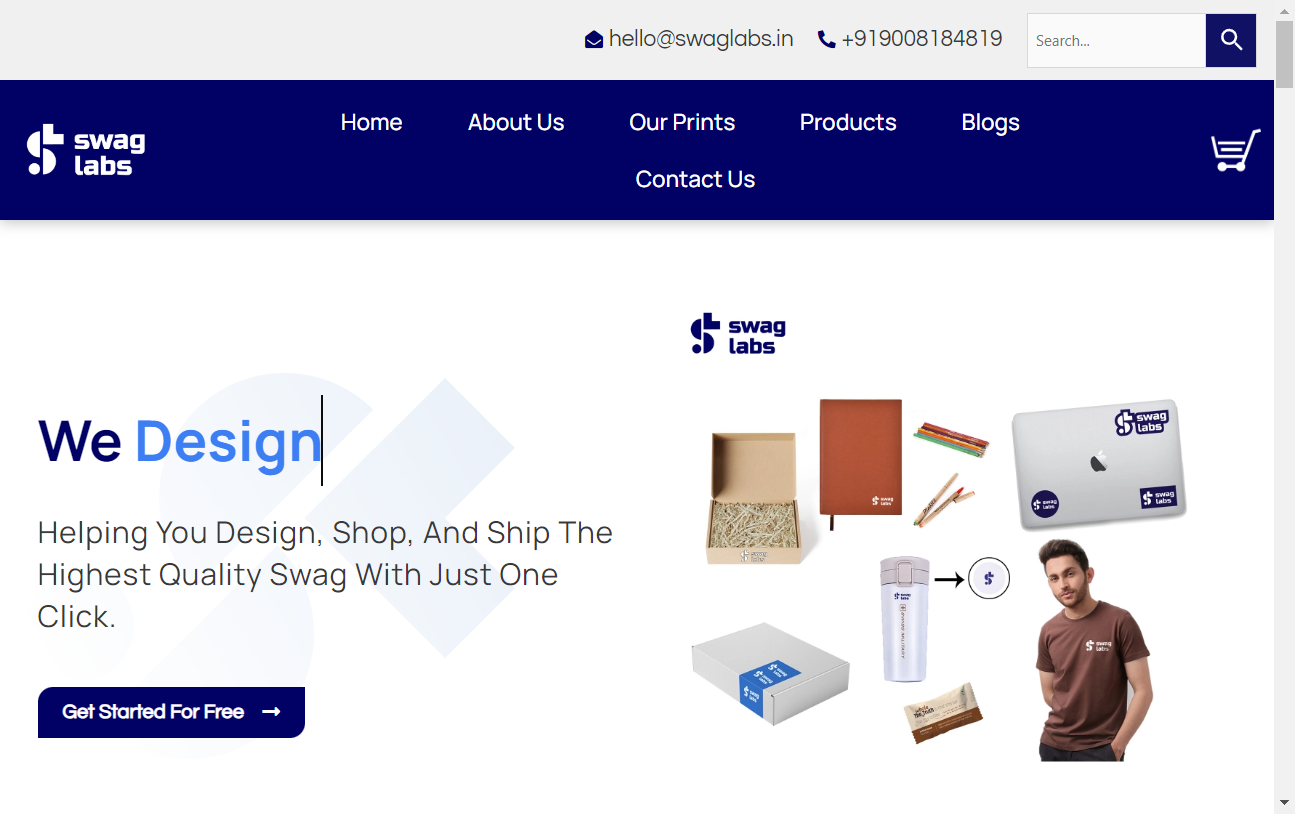 hello@swaglabs.in +919008184819 Search...
swag
labs
Home About Us Our Prints Products Blogs
Contact Us
swag
labs
We Design
Helping You Design, Shop, And Ship The
Highest Quality Swag With Just One
Click.
Get Started For Free →
swag
labs
swag
labs
swag
labs
swag
labs
swag
labs
swag
labs
swag
labs